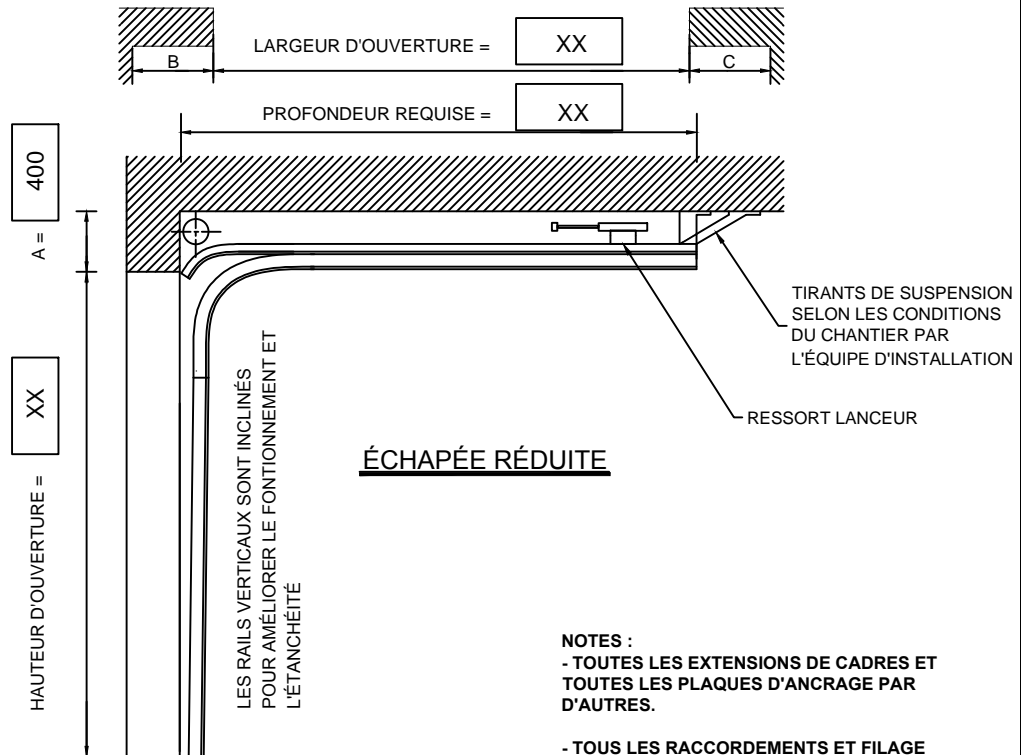 B
LARGEUR D'OUVERTURE =
XX
C
PROFONDEUR REQUISE =
XX
A =
400
HAUTEUR D'OUVERTURE =
XX
LES RAILS VERTICAUX SONT INCLINÉS
POUR AMÉLIORER LE FONTIONNEMENT ET
L'ÉTANCHÉITÉ
ÉCHAPÉE RÉDUITE
TIRANTS DE SUSPENSION
SELON LES CONDITIONS
DU CHANTIER PAR
L'ÉQUIPE D'INSTALLATION
RESSORT LANCEUR
NOTES :
- TOUTES LES EXTENSIONS DE CADRES ET
TOUTES LES PLAQUES D'ANCRAGE PAR
D'AUTRES.
- TOUS LES RACCORDEMENTS ET FILAGE